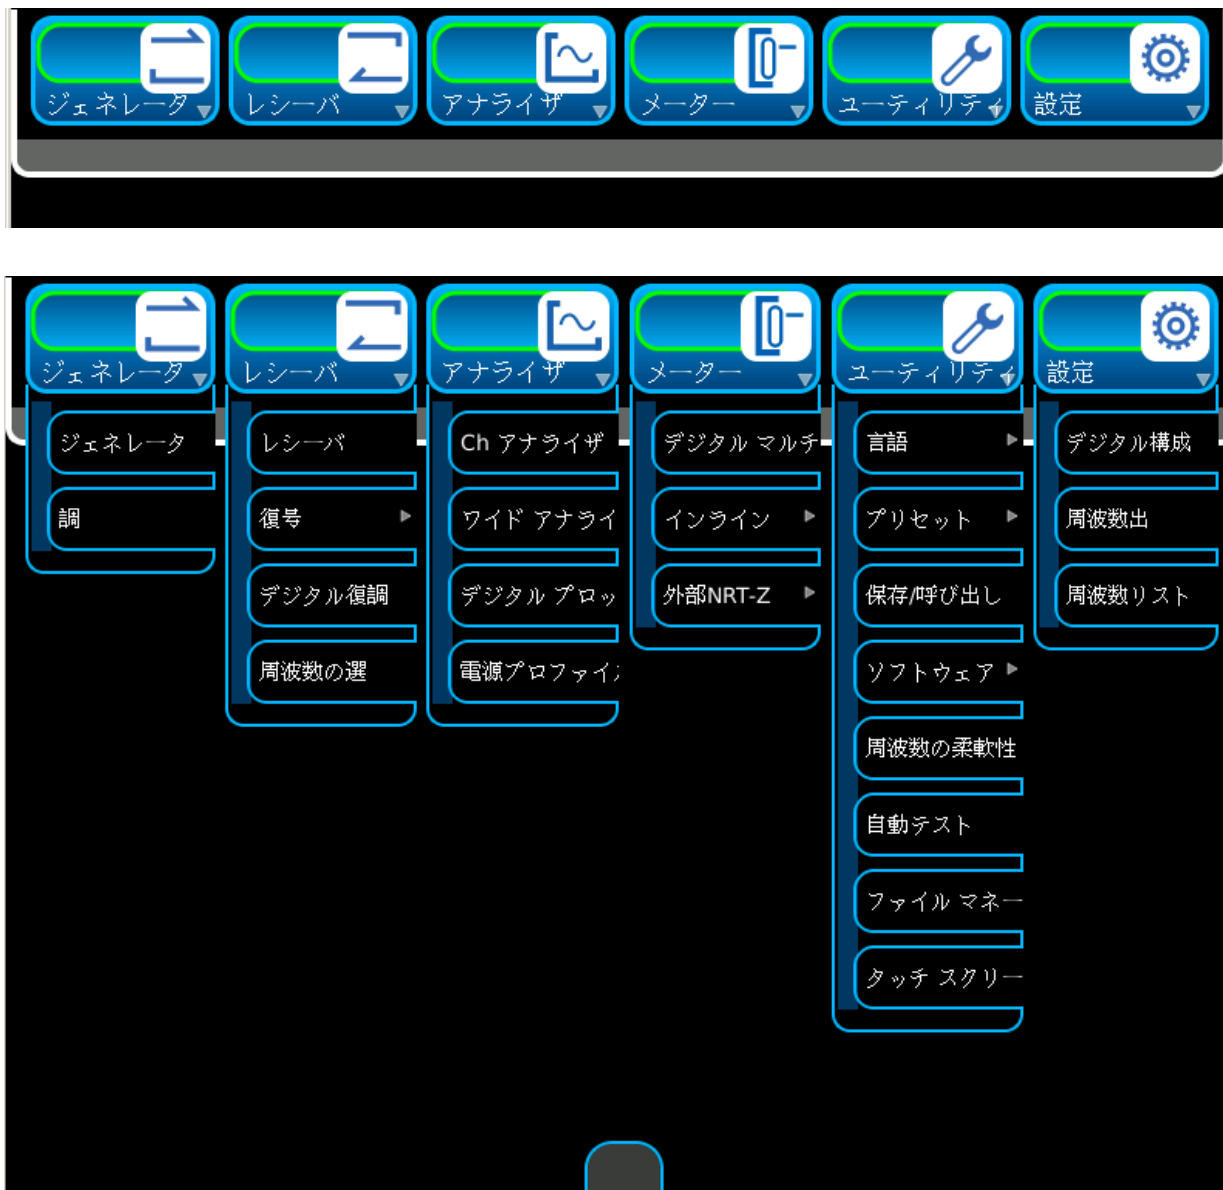 ジェネレータ
レシーバ
アナライザ
メーター
ユーティリティ
設定
ジェネレータ
レシーバ
アナライザ
メーター
ユーティリティ
設定
ジェネレータ
調
レシーバ
復号
デジタル復調
周波数の選
Ch アナライザ
ワイド アナライ
デジタル プロッ
電源プロファイ
デジタル マルチ
インライン
外部NRT-Z
言語
プリセット
保存/呼び出し
ソフトウェア
周波数の柔軟性
自動テスト
ファイル マネー
タッチ スクリー
デジタル構成
周波数出
周波数リスト